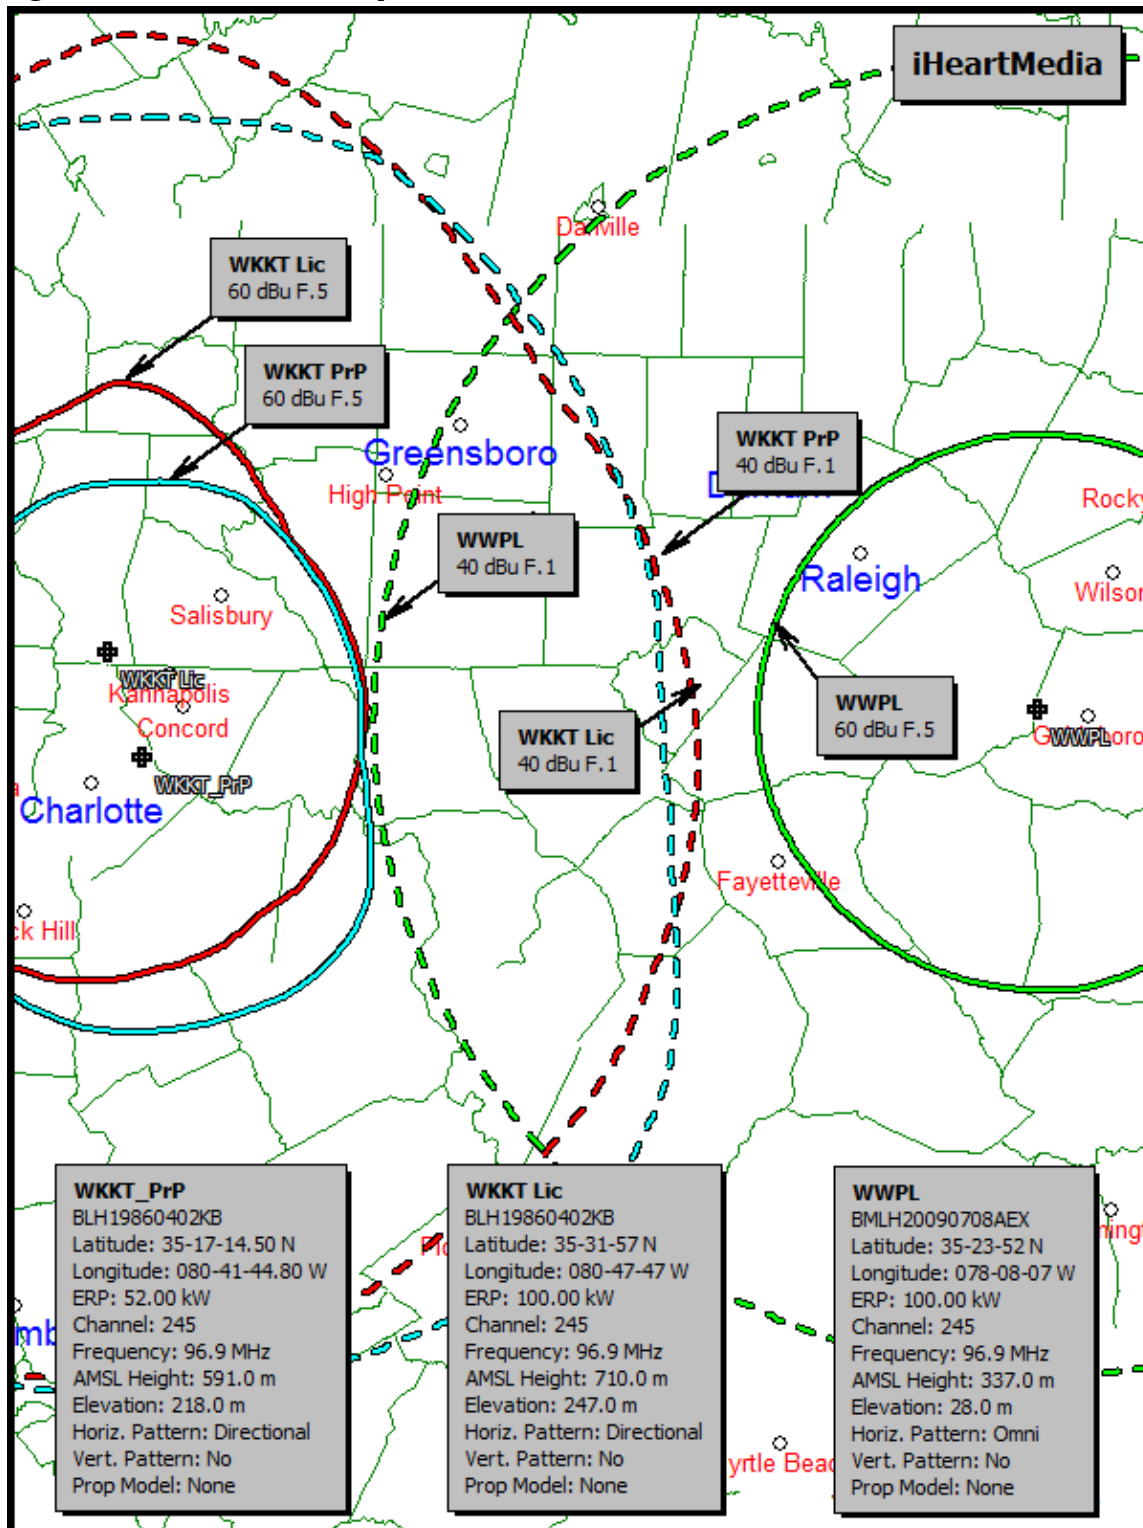 iHeartMedia
Danville
WKKT Lic
60 dBu F.5
WKKT PrP
60 dBu F.5
Greensboro
High Point
WKKT PrP
40 dBu F.1
Rocky
WWPL
40 dBu F.1
Raleigh
Wilson
Salisbury
WKKT Lic
Kannapolis
Concord
WKKT Lic
40 dBu F.1
WWPL
60 dBu F.5
WWPL
WKKT_PrP
Charlotte
Fayetteville
ck Hill
WKKT_PrP
BLH19860402KB
Latitude: 35-17-14.50 N
Longitude: 080-41-44.80 W
ERP: 52.00 kW
Channel: 245
Frequency: 96.9 MHz
AMSL Height: 591.0 m
Elevation: 218.0 m
Horiz. Pattern: Directional
Vert. Pattern: No
Prop Model: None
WKKT Lic
BLH19860402KB
Latitude: 35-31-57 N
Longitude: 080-47-47 W
ERP: 100.00 kW
Channel: 245
Frequency: 96.9 MHz
AMSL Height: 710.0 m
Elevation: 247.0 m
Horiz. Pattern: Directional
Vert. Pattern: No
Prop Model: None
WWPL
BMLH20090708AEX
Latitude: 35-23-52 N
Longitude: 078-08-07 W
ERP: 100.00 kW
Channel: 245
Frequency: 96.9 MHz
AMSL Height: 337.0 m
Elevation: 28.0 m
Horiz. Pattern: Omni
Vert. Pattern: No
Prop Model: None
mb
ningt
yrtle Beac